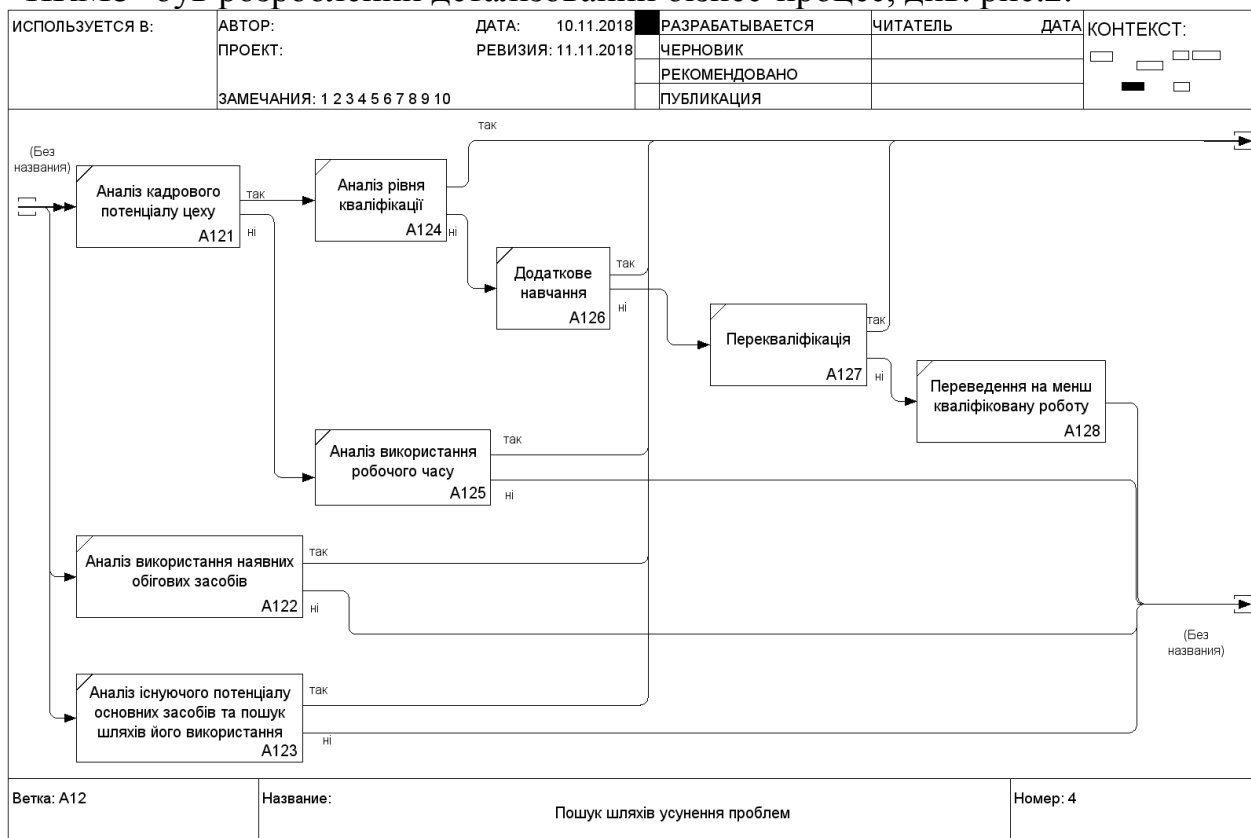 ИСПОЛЬЗУЕТСЯ В:
АВТОР:
ДАТА: 10.11.2018
ПРОЕКТ:
РЕВИЗИЯ: 11.11.2018
ЗАМЕЧАНИЯ: 1 2 3 4 5 6 7 8 9 10
РАЗРАБАТЫВАЕТСЯ
ЧЕРНОВИК
РЕКОМЕНДОВАНО
ПУБЛИКАЦИЯ
ЧИТАТЕЛЬ
ДАТА
КОНТЕКСТ:
так
(Без
названия)
Аналіз кадрового
потенціалу цеху
A121
так
ні
Аналіз рівня
кваліфікації
A124
ні
Додаткове
навчання
A126
так
ні
Перекваліфікація
A127
так
ні
Переведення на менш
кваліфіковану роботу
A128
Аналіз використання
робочого часу
A125
так
ні
Аналіз використання наявних
обігових засобів
A122
так
ні
(Без
названия)
Аналіз існуючого потенціалу
основних засобів та пошук
шляхів його використання
A123
так
ні
Ветка: A12
Название:
Пошук шляхів усунення проблем
Номер: 4